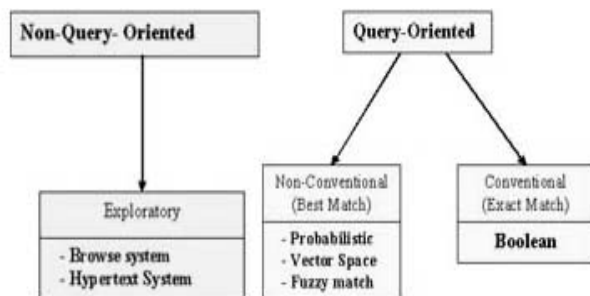 Non-Query- Oriented
Query-Oriented
Exploratory
- Browse system
- Hypertext System
Non-Conventional
(Best Match)
- Probabilistic
- Vector Space
- Fuzzy match
Conventional
(Exact Match)
Boolean